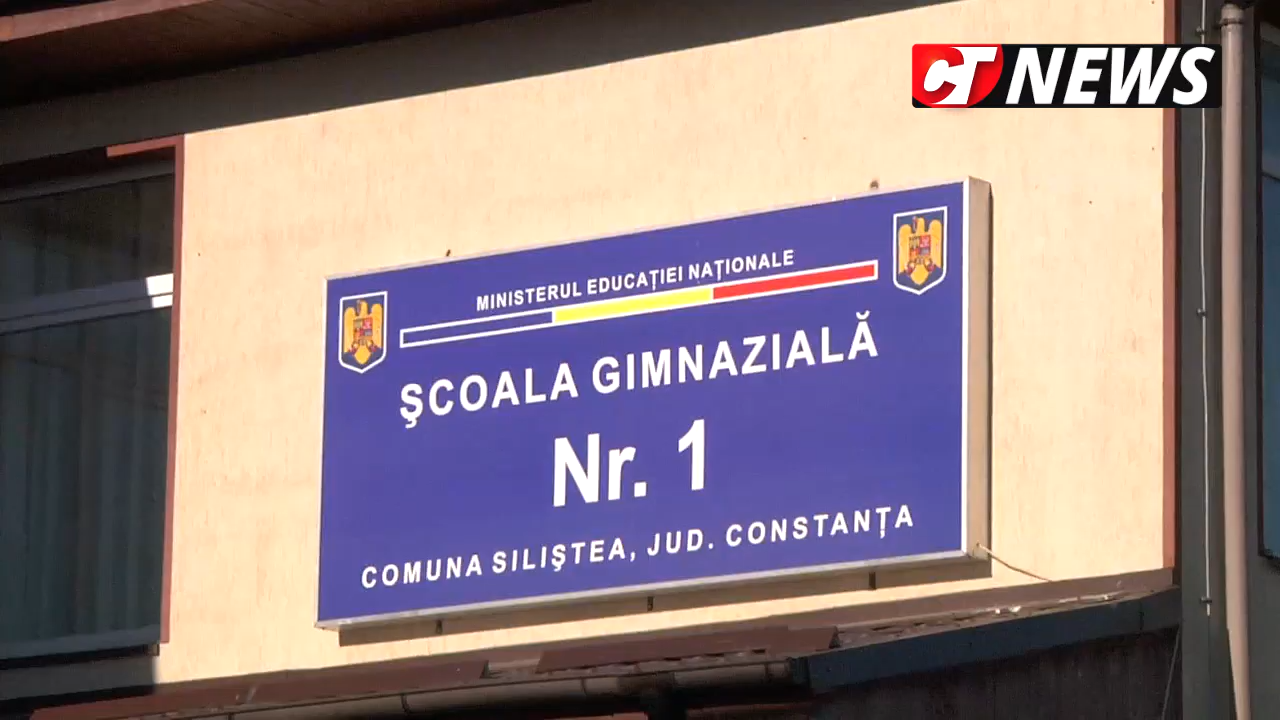 CT NEWS
MINISTERUL EDUCAȚIEI NAȚIONALE
ŞCOALA GIMNAZIALĂ
Nr. 1
COMUNA SILIŞTEA, JUD. CONSTANȚA